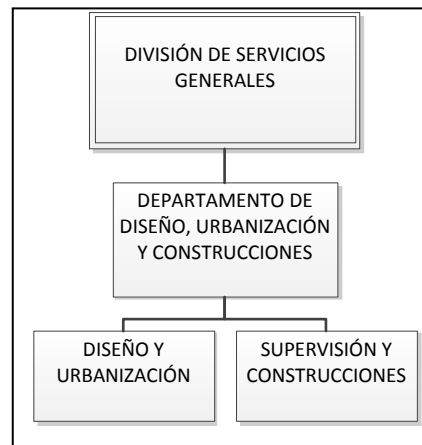 DIVISIÓN DE SERVICIOS
GENERALES
DEPARTAMENTO DE
DISEÑO, URBANIZACIÓN
Y CONSTRUCCIONES
DISEÑO Y
URBANIZACIÓN
SUPERVISIÓN Y
CONSTRUCCIONES